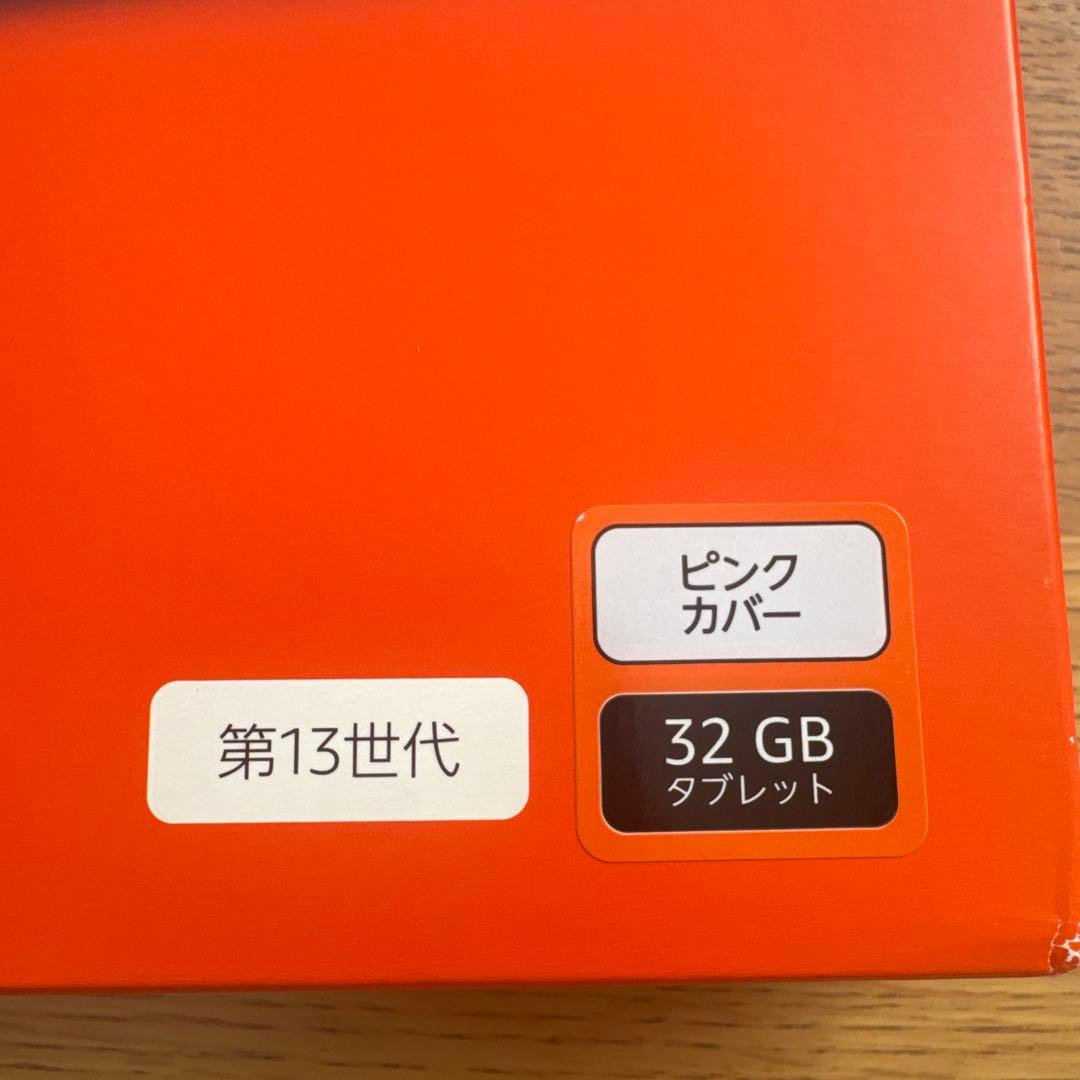 ピンク
カバー
第13世代
32 GB
タブレット